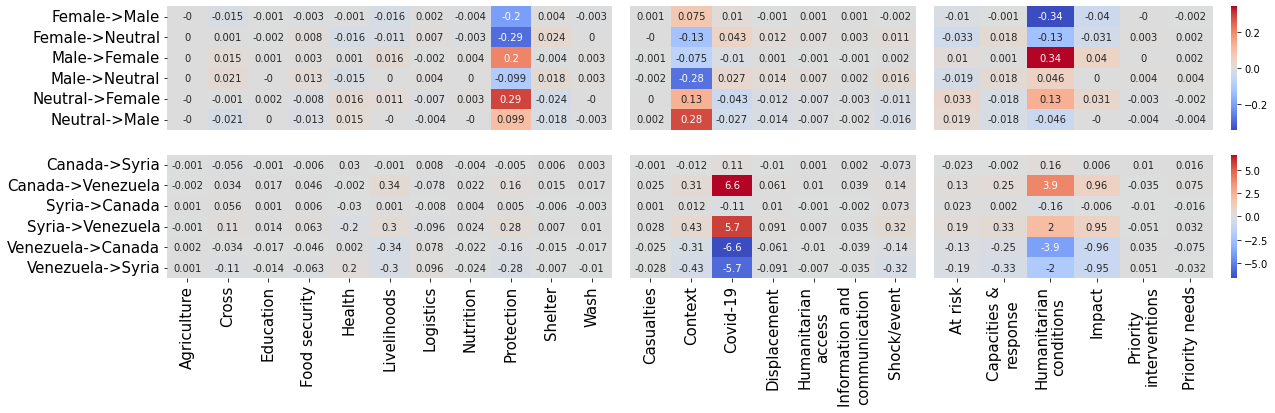 Female->Male -0 -0.015 -0.001 -0.003 -0.001 -0.016 0.002 -0.004 -0.2 0.004 -0.003 0.001 0.075 0.01 -0.001 0.001 0.001 -0.002 -0.01 -0.001 -0.34 -0.04 -0 -0.002
Female->Neutral 0 0.001 -0.002 0.008 -0.016 -0.011 0.007 -0.003 -0.29 0.024 0 -0 -0.13 0.043 0.012 0.007 0.003 0.011 -0.033 0.018 -0.13 -0.031 0.003 0.002
Male->Female 0 0.015 0.001 0.003 0.001 0.016 -0.002 0.004 0.2 -0.004 0.003 -0.001 -0.075 -0.01 0.001 -0.001 -0.001 0.002 0.01 0.001 0.34 0.04 0 0.002
Male->Neutral 0 0.021 -0 0.013 -0.015 0 0.004 0 -0.099 0.018 0.003 -0.002 -0.28 0.027 0.014 0.007 0.002 0.016 -0.019 0.018 0.046 0 0.004 0.004
Neutral->Female -0 -0.001 0.002 -0.008 0.016 0.011 -0.007 0.003 0.29 -0.024 -0 0 0.13 -0.043 -0.012 -0.007 -0.003 -0.011 0.033 -0.018 0.13 0.031 -0.003 -0.002
Neutral->Male -0 -0.021 0 -0.013 0.015 -0 -0.004 -0 0.099 -0.018 -0.003 0.002 0.28 -0.027 -0.014 -0.007 -0.002 -0.016 0.019 -0.018 -0.046 -0 -0.004 -0.004
0.2
0.0
−0.2
Canada->Syria -0.001 -0.056 -0.001 -0.006 0.03 -0.001 0.008 -0.004 -0.005 0.006 0.003 -0.001 -0.012 0.11 -0.01 0.001 0.002 -0.073 -0.023 -0.002 0.16 0.006 0.01 0.016
Canada->Venezuela -0.002 0.034 0.017 0.046 -0.002 0.34 -0.078 0.022 0.16 0.015 0.017 0.025 0.31 6.6 0.061 0.01 0.039 0.14 0.13 0.25 3.9 0.96 -0.035 0.075
Syria->Canada 0.001 0.056 0.001 0.006 -0.03 0.001 -0.008 0.004 0.005 -0.006 -0.003 0.001 0.012 -0.11 0.01 -0.001 -0.002 0.073 0.023 0.002 -0.16 -0.006 -0.01 -0.016
Syria->Venezuela -0.001 0.11 0.014 0.063 -0.2 0.3 -0.096 0.024 0.28 0.007 0.01 0.028 0.43 5.7 0.091 0.007 0.035 0.32 0.19 0.33 2 0.95 -0.051 0.032
Venezuela->Canada 0.002 -0.034 -0.017 -0.046 0.002 -0.34 0.078 -0.022 -0.16 -0.015 -0.017 -0.025 -0.31 -6.6 -0.061 -0.01 -0.039 -0.14 -0.13 -0.25 -3.9 -0.96 0.035 -0.075
Venezuela->Syria 0.001 -0.11 -0.014 -0.063 0.2 -0.3 0.096 -0.024 -0.28 -0.007 -0.01 -0.028 -0.43 -5.7 -0.091 -0.007 -0.035 -0.32 -0.19 -0.33 -2 -0.95 0.051 -0.032
5.0
2.5
0.0
−2.5
−5.0
Agriculture
Cross
Education
Food security
Health
Livelihoods
Logistics
Nutrition
Protection
Shelter
Wash
Casualties
Context
Covid-19
Displacement
Humanitarian
access
Information and
communication
Shock/event
At risk
Capacities &
response
Humanitarian
conditions
Impact
Priority
interventions
Priority needs